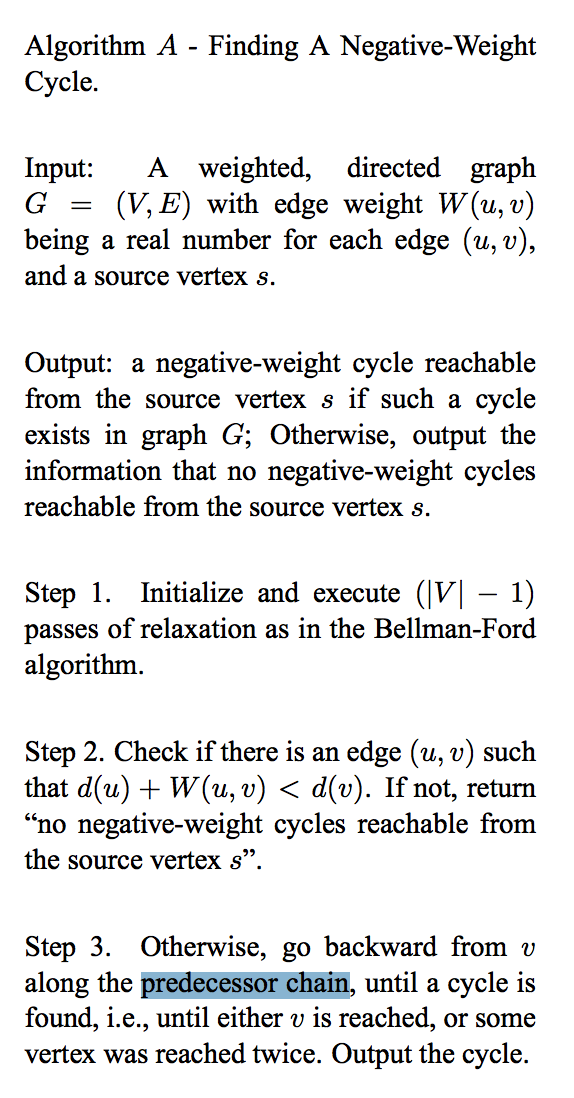 Algorithm A - Finding A Negative-Weight
Cycle.
Input: A weighted, directed graph
G = (V, E) with edge weight W(u, v)
being a real number for each edge (u, v),
and a source vertex s.
Output: a negative-weight cycle reachable
from the source vertex s if such a cycle
exists in graph G; Otherwise, output the
information that no negative-weight cycles
reachable from the source vertex s.
Step 1. Initialize and execute (|V| − 1)
passes of relaxation as in the Bellman-Ford
algorithm.
Step 2. Check if there is an edge (u, v) such
that d(u) + W(u, v) < d(v). If not, return
“no negative-weight cycles reachable from
the source vertex s”.
Step 3. Otherwise, go backward from v
along the predecessor chain, until a cycle is
found, i.e., until either v is reached, or some
vertex was reached twice. Output the cycle.